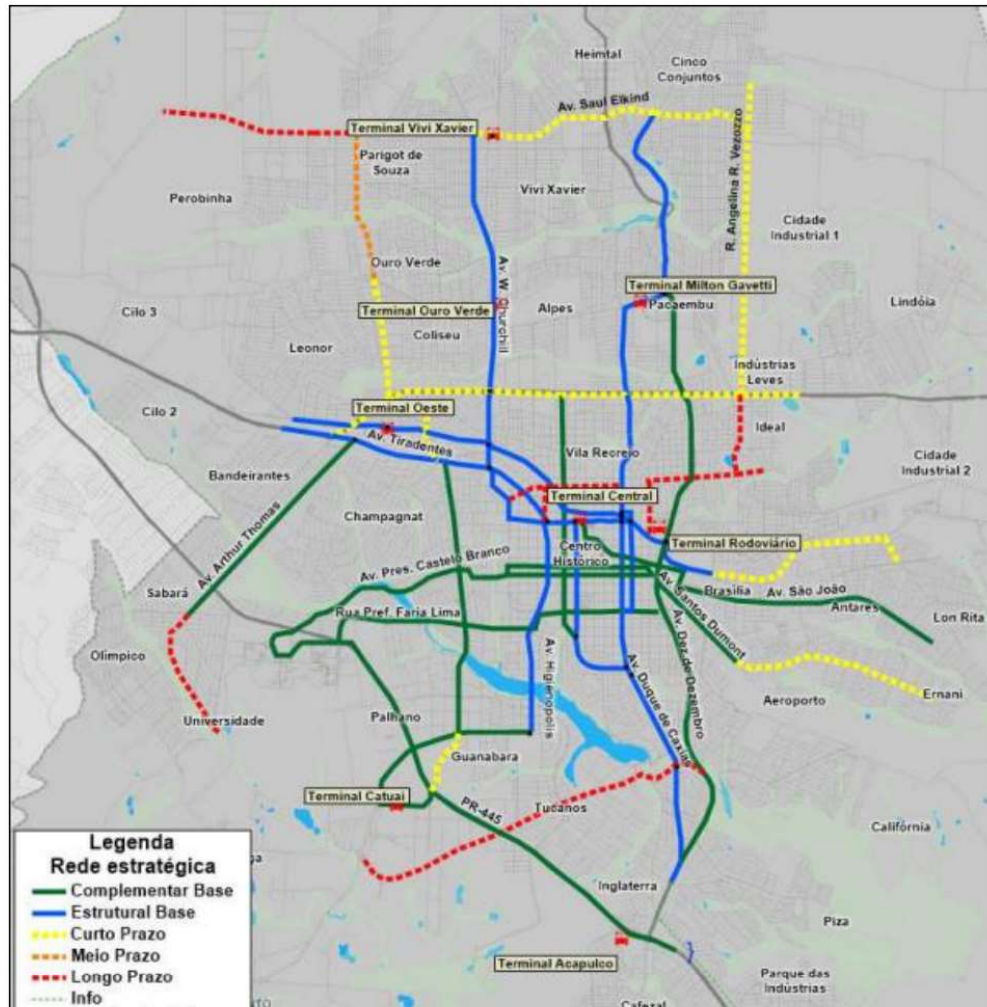 Heimtal
Cinco
Conjuntos
Av. Saul Elkind
Terminal Vivi Xavier
Parigot de
Souza
Perobinha
Vivi Xavier
R. Angelina R. Vezozzo
Cidade
Industrial 1
Ouro Verde
Av. W. Churchill
Terminal Milton Gavetti
Cilo 3
Terminal Ouro Verde
Alpes
Pacaembu
Lindóia
Leonor
Coliseu
Indústrias
Leves
Cilo 2
Terminal Oeste
Av. Tiradentes
Ideal
Bandeirantes
Vila Recreio
Cidade
Industrial 2
Champagnat
Terminal Central
Av. Arthur Thomas
Centro
Histórico
Terminal Rodoviário
Av. Pres. Castelo Branco
Sabará
Brasília
Av. São João
Rua Pref. Faria Lima
Av. Santos Dumont
Antares
Lon Rita
Olímpico
Av. Higienopolis
Av. Duque de Caxias
Av. Dez de Dezembro
Aeroporto
Ernani
Universidade
Palhano
Guanabara
Terminal Catuaí
PR-445
Tucanos
Califórnia
Legenda
Rede estratégica
Complementar Base
Estrutural Base
Curto Prazo
Meio Prazo
Longo Prazo
Info
Inglaterra
Piza
Terminal Acapulco
Parque das
Indústrias
Cafezal